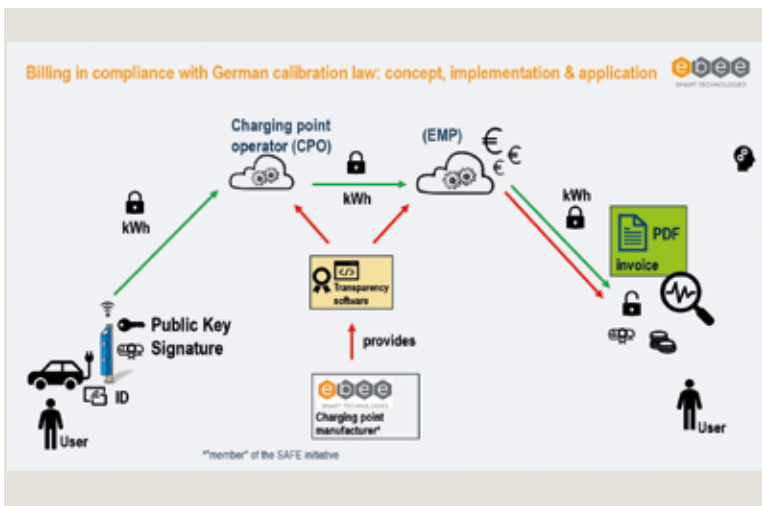 Billing in compliance with German calibration law: concept, implementation & application
ebee
SMART TECHNOLOGIES
Charging point
operator (CPO)
(EMP)
€
€
€
kWh
kWh
kWh
PDF
invoice
</>
Transparency
software
Public Key
Signature
provides
ID
User
ebee
SMART TECHNOLOGIES
Charging point
manufacturer*
User
*"member" of the SAFE initiative